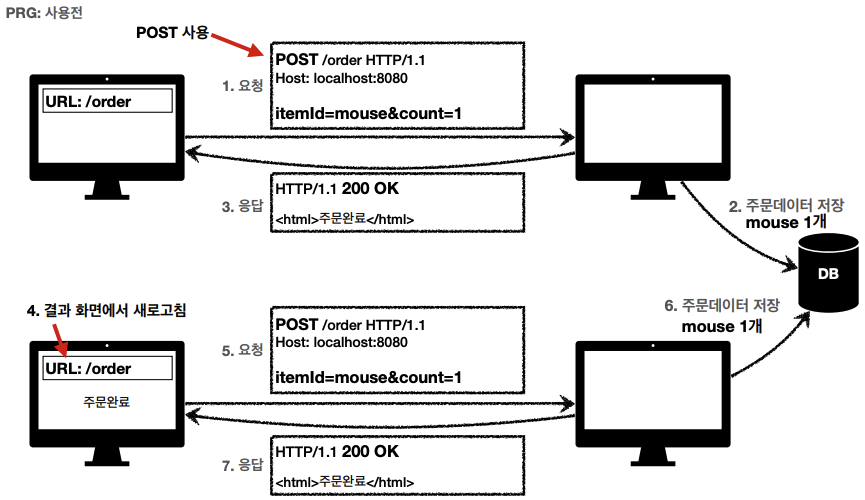 PRG: 사용전
POST 사용
1. 요청
POST /order HTTP/1.1
Host: localhost:8080
itemId=mouse&count=1
URL: /order
3. 응답
HTTP/1.1 200 OK
<html>주문완료</html>
2. 주문데이터 저장
mouse 1개
DB
4. 결과 화면에서 새로고침
URL: /order
주문완료
5. 요청
POST /order HTTP/1.1
Host: localhost:8080
itemId=mouse&count=1
6. 주문데이터 저장
mouse 1개
7. 응답
HTTP/1.1 200 OK
<html>주문완료</html>